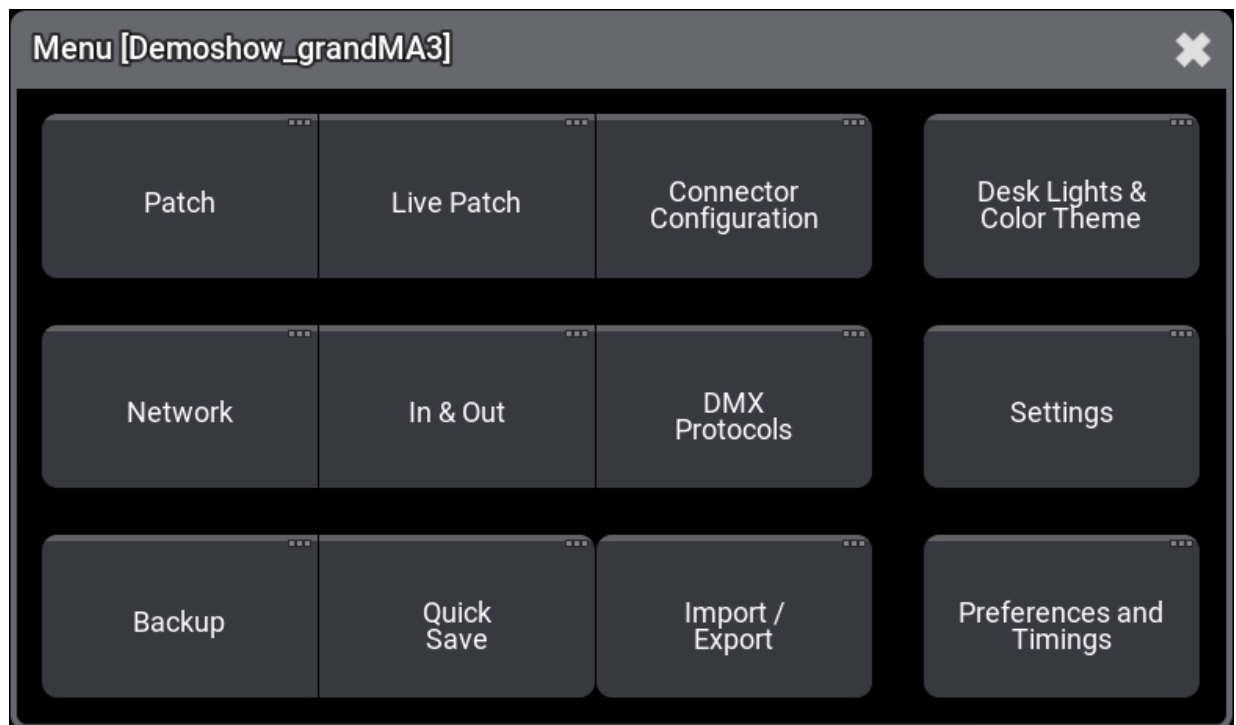 Menu [Demoshow_grandMA3]
Patch
Live Patch
Connector
Configuration
Desk Lights &
Color Theme
Network
In & Out
DMX
Protocols
Settings
Backup
Quick
Save
Import /
Export
Preferences and
Timings